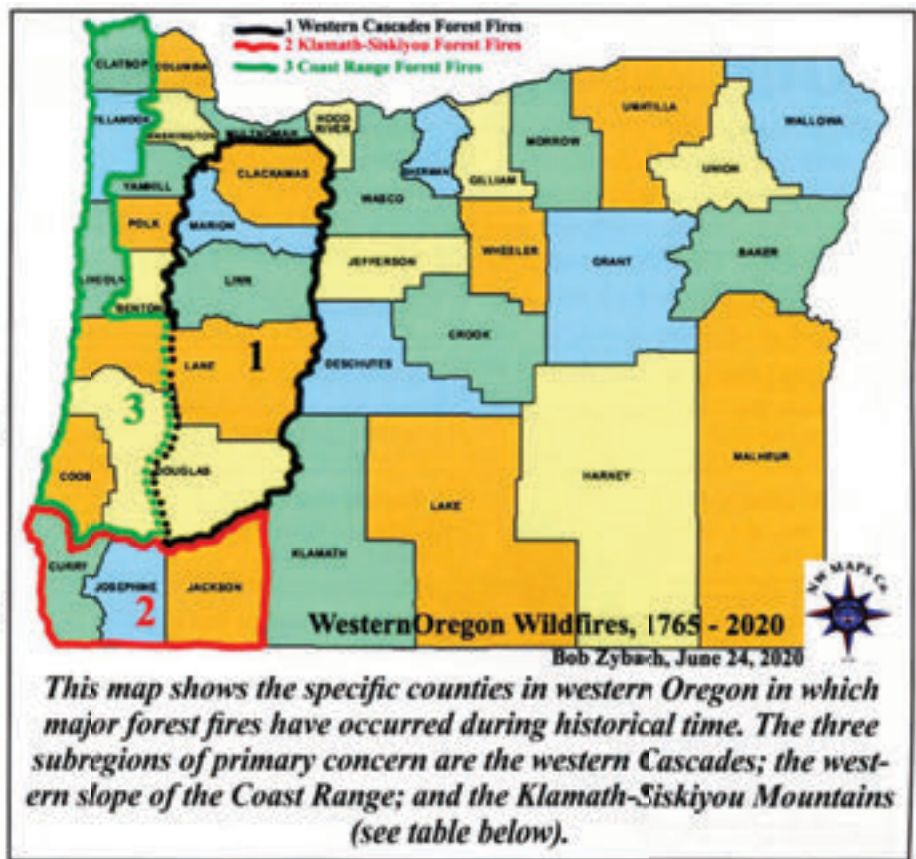 1 Western Cascades Forest Fires
2 Klamath-Siskiyou Forest Fires
3 Coast Range Forest Fires
CLATSOP
COLUMBIA
TILLAMOOK
WASHINGTON
MULTNOMAH
HOOD
RIVER
SHERMAN
GILLIAM
MORROW
UMATILLA
UNION
WALLOWA
YAMHILL
CLACKAMAS
WASCO
POLK
MARION
WHEELER
GRANT
BAKER
LINCOLN
BENTON
LINN
JEFFERSON
CROOK
LANE
1
DESCHUTES
3
COOS
DOUGLAS
HARNEY
MALHEUR
LAKE
KLAMATH
CURRY
JOSEPHINE
2
JACKSON
NW MAPS Co
Western Oregon Wildfires, 1765 - 2020
Bob Zybach, June 24, 2020
This map shows the specific counties in western Oregon in which
major forest fires have occurred during historical time. The three
subregions of primary concern are the western Cascades; the west-
ern slope of the Coast Range; and the Klamath-Siskiyou Mountains
(see table below).